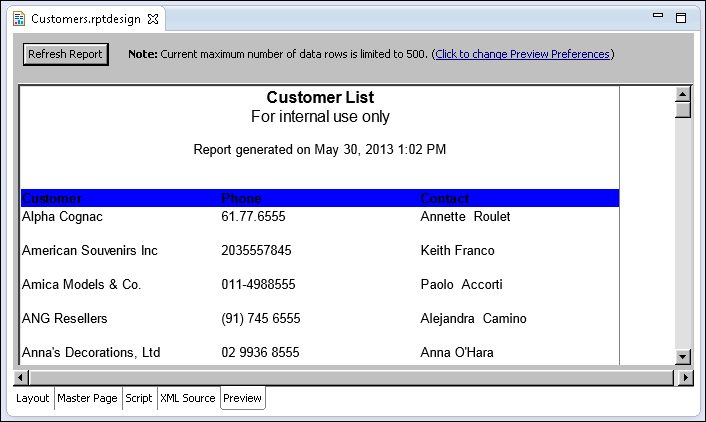 Customers.rptdesign
Refresh Report Note: Current maximum number of data rows is limited to 500. (Click to change Preview Preferences)
Customer List
For internal use only
Report generated on May 30, 2013 1:02 PM
Customer Phone Contact
Alpha Cognac 61.77.6555 Annette Roulet
American Souvenirs Inc 2035557845 Keith Franco
Amica Models & Co. 011-4988555 Paolo Accorti
ANG Resellers (91) 745 6555 Alejandra Camino
Anna's Decorations, Ltd 02 9936 8555 Anna O'Hara
Layout Master Page Script XML Source Preview